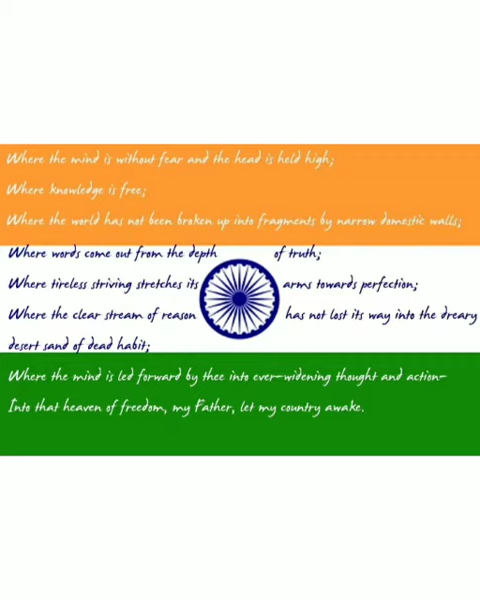 Where the mind is without fear and the head is held high;
Where knowledge is free;
Where the world has not been broken up into fragments by narrow domestic walls;
Where words come out from the depth of truth;
Where tireless striving stretches its arms towards perfection;
Where the clear stream of reason has not lost its way into the dreary
desert sand of dead habit;
Where the mind is led forward by thee into ever-widening thought and action-
Into that heaven of freedom, my Father, let my country awake.